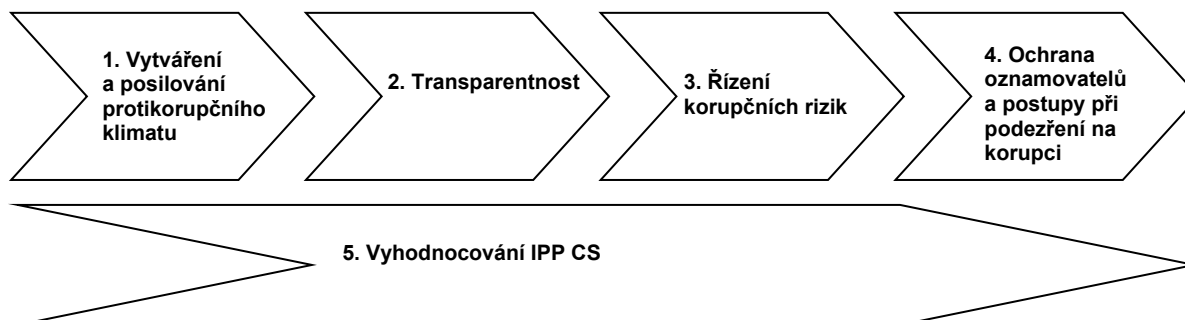 1. Vytváření
a posilování
protikorupčního
klimatu
2. Transparentnost
3. Řízení
korupčních rizik
4. Ochrana
oznamovatelů
a postupy při
podezření na
korupci
5. Vyhodnocování IPP CS